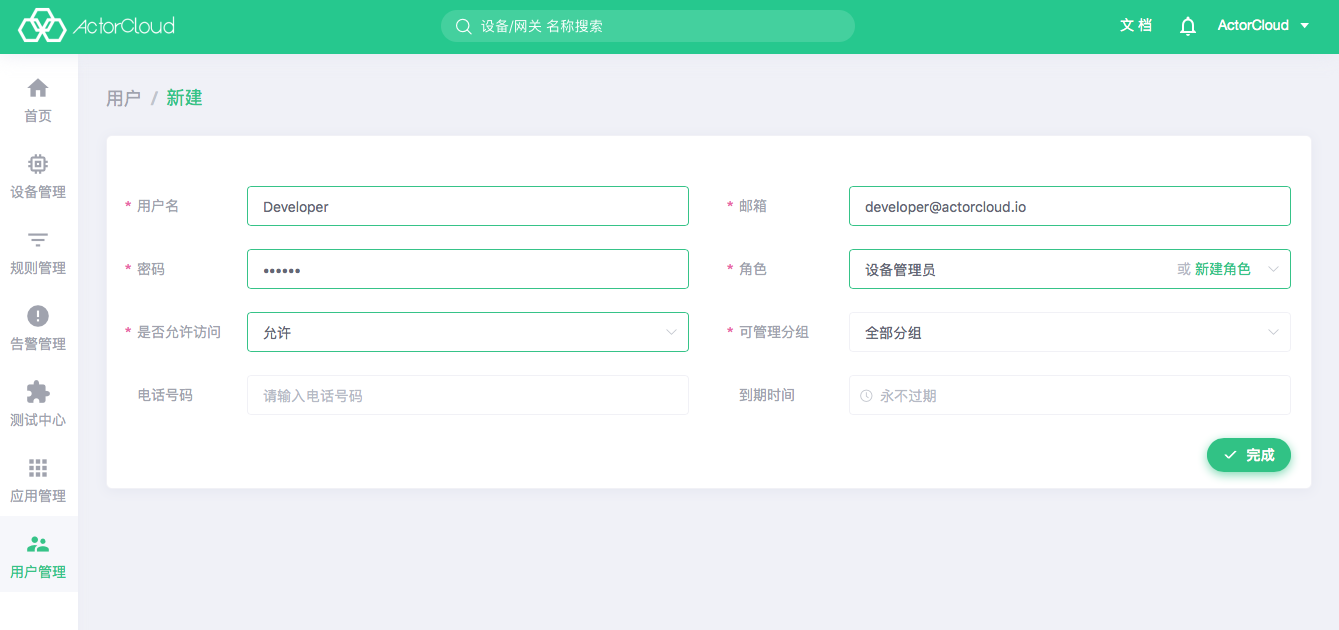 ActorCloud
设备/网关 名称搜索
文档
ActorCloud
首页
设备管理
规则管理
告警管理
测试中心
应用管理
用户管理
用户 / 新建
* 用户名
Developer
* 邮箱
developer@actorcloud.io
* 密码
••••••
* 角色
设备管理员
或 新建角色
* 是否允许访问
允许
* 可管理分组
全部分组
电话号码
请输入电话号码
到期时间
永不过期
完成